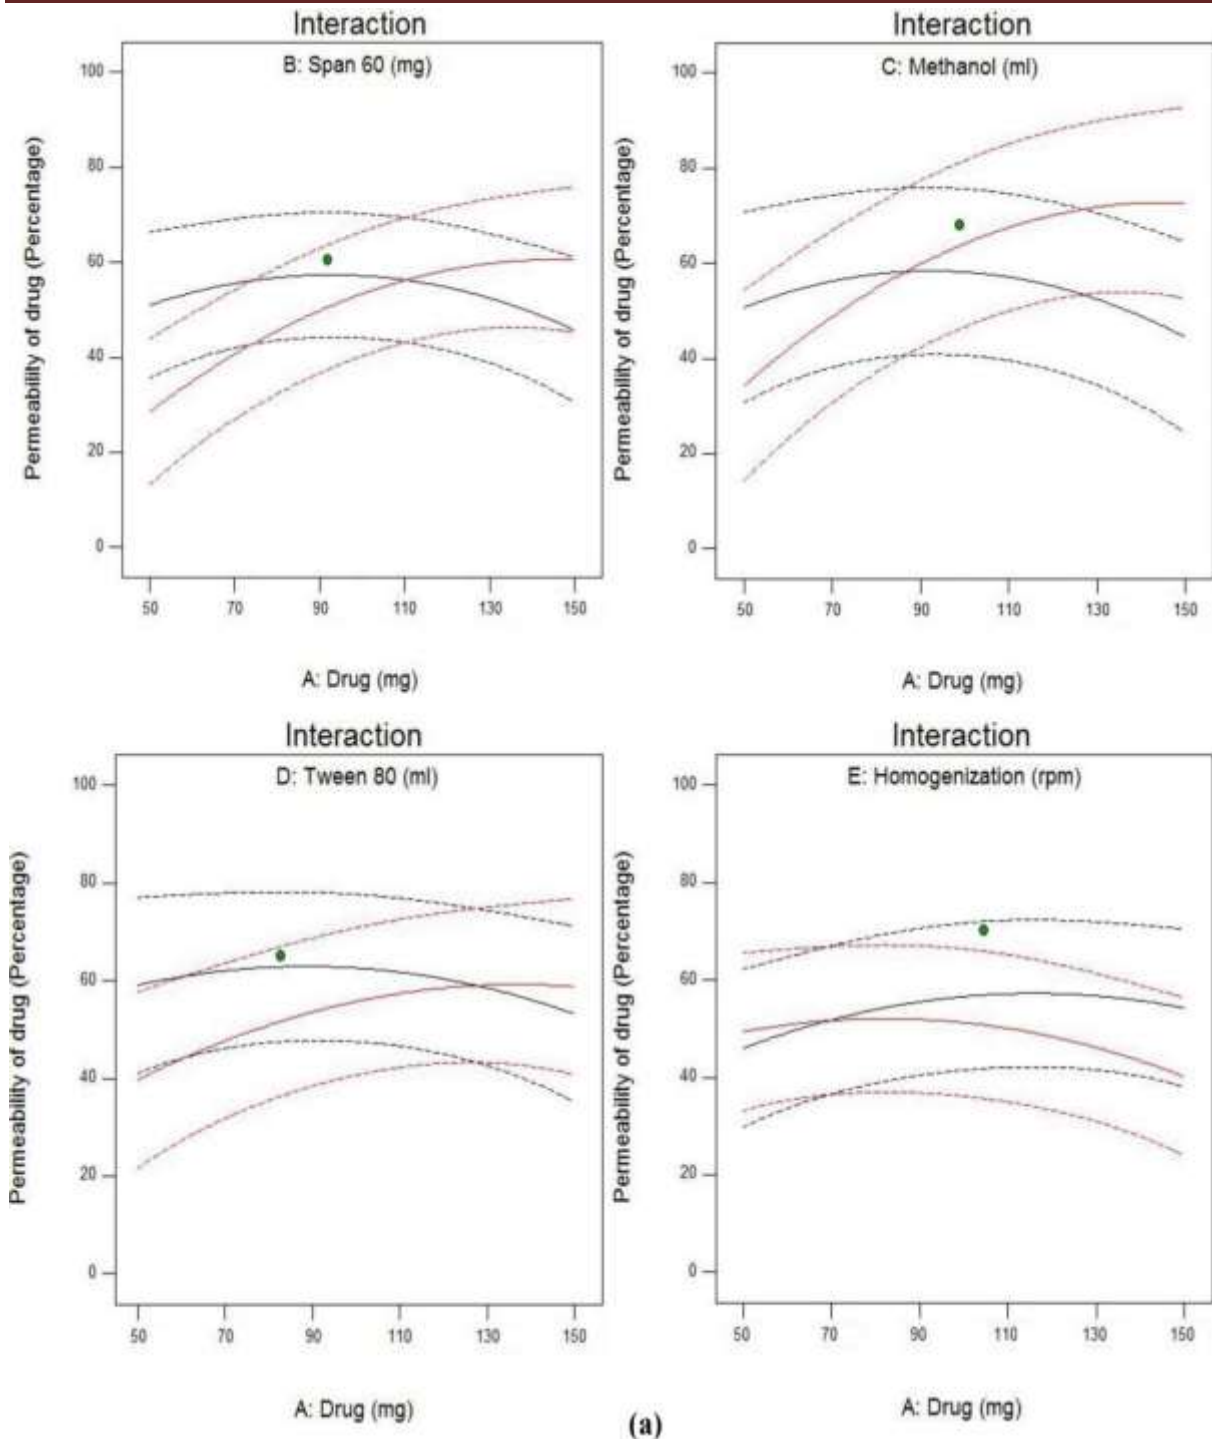 Interaction
B: Span 60 (mg)
Permeability of drug (Percentage)
100
80
60
40
20
0
50 70 90 110 130 150
A: Drug (mg)
Interaction
C: Methanol (ml)
Permeability of drug (Percentage)
100
80
60
40
20
0
50 70 90 110 130 150
A: Drug (mg)
Interaction
D: Tween 80 (ml)
Permeability of drug (Percentage)
100
80
60
40
20
0
50 70 90 110 130 150
A: Drug (mg)
Interaction
E: Homogenization (rpm)
Permeability of drug (Percentage)
100
80
60
40
20
0
50 70 90 110 130 150
A: Drug (mg)
(a)